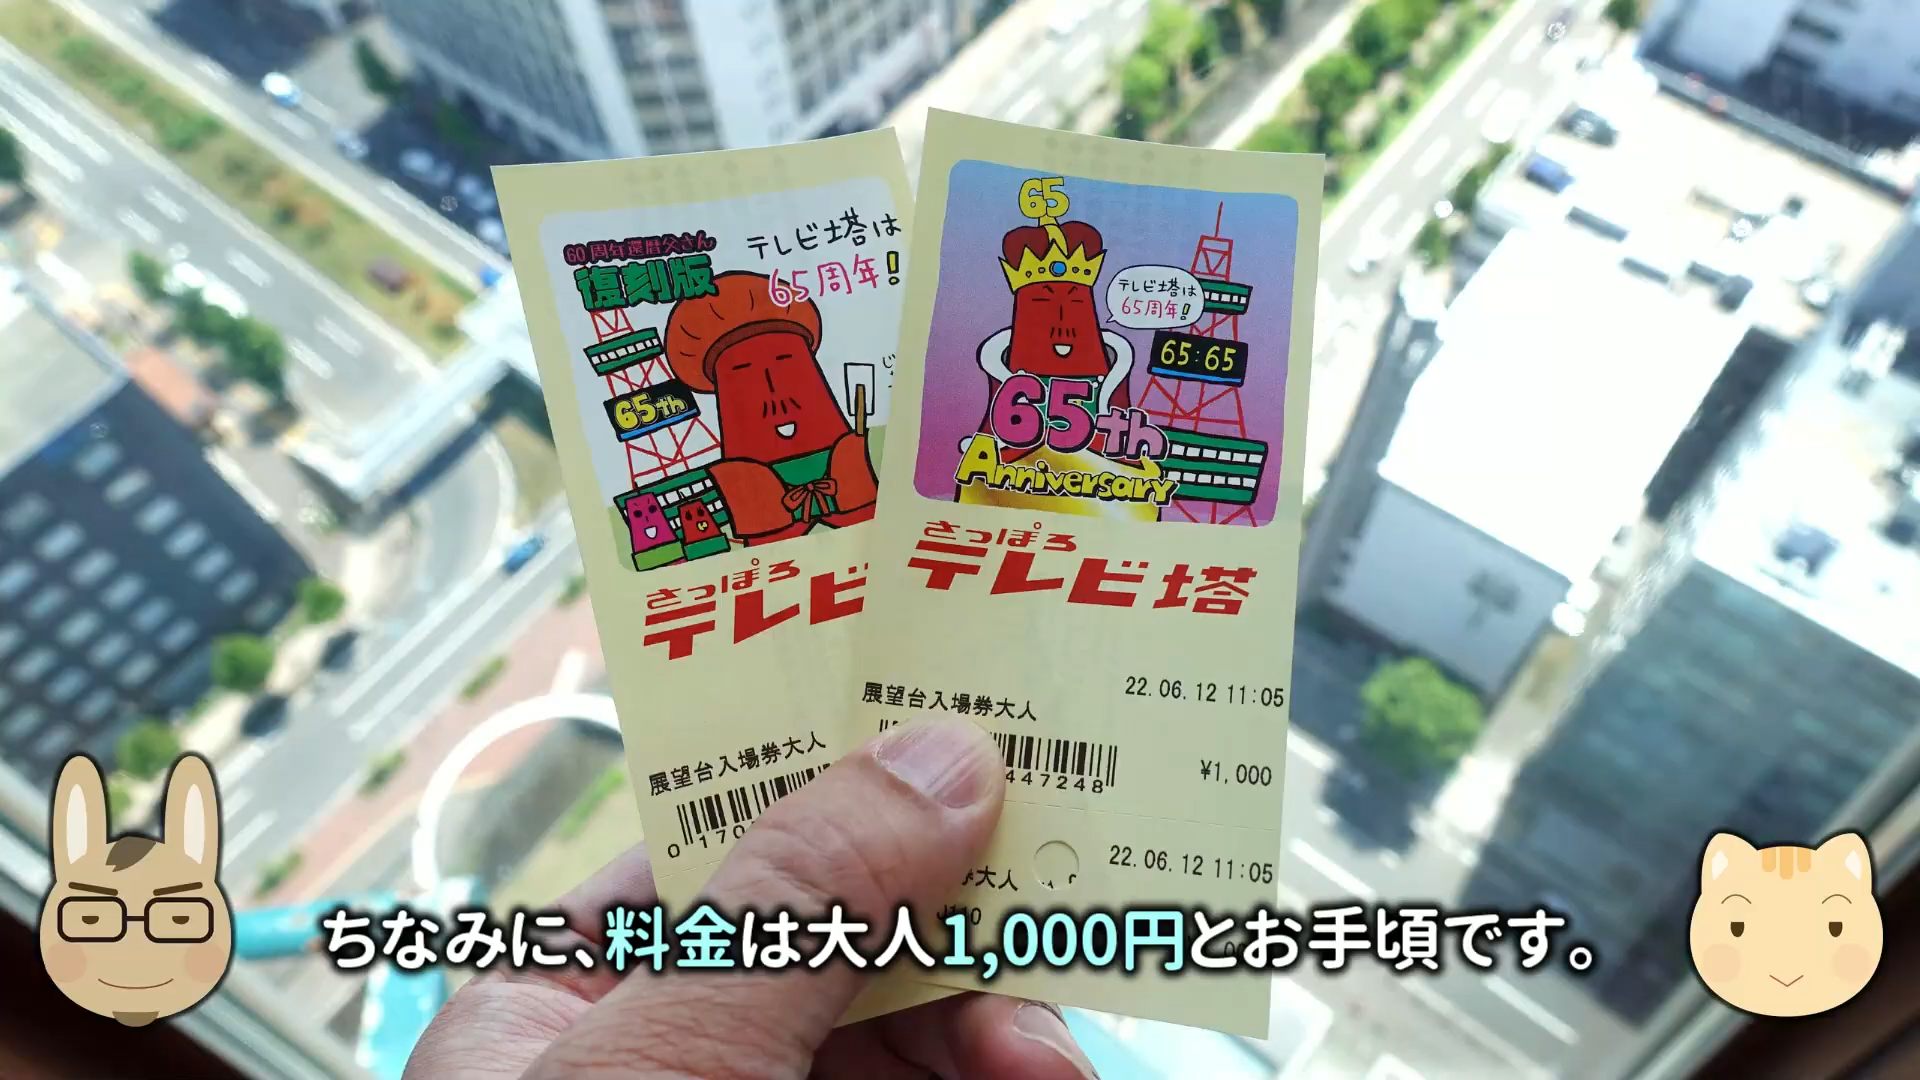 60周年還暦父さん
復刻版
テレビ塔は
65周年!
65th
さっぽろ
テレビ
展望台入場券大人
0170
65
テレビ塔は
65周年!
65:65
65th
Anniversary
さっぽろ
テレビ塔
22.06.12 11:05
展望台入場券大人
¥1,000
447248
22.06.12 11:05
大人
ちなみに、料金は大人1,000円とお手頃です。